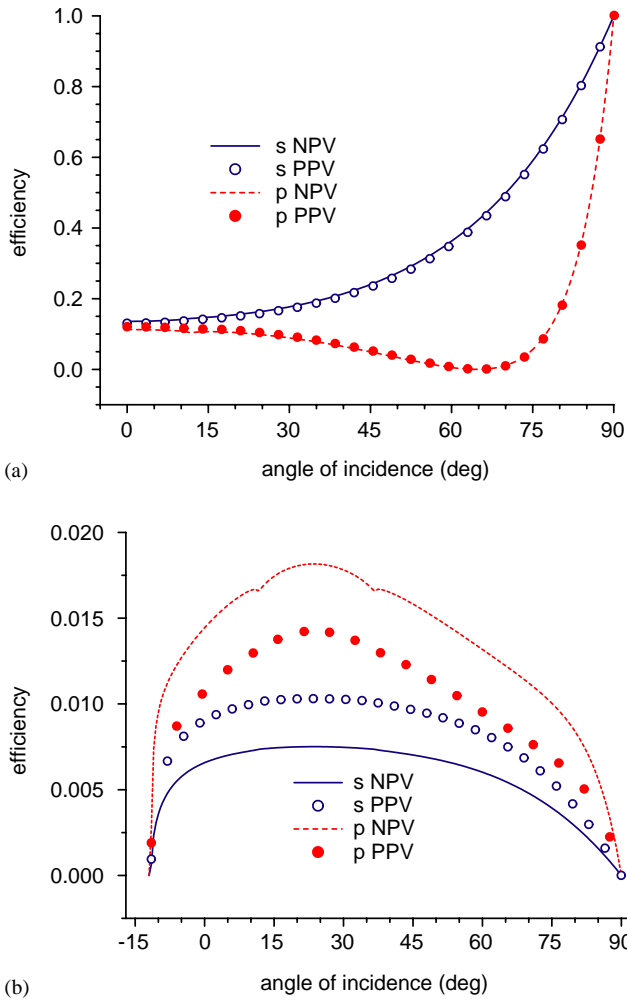 1.0
0.8
0.6
0.4
0.2
0.0
efficiency
s NPV
s PPV
p NPV
p PPV
0 15 30 45 60 75 90
angle of incidence (deg)
(a)
0.020
0.015
0.010
0.005
0.000
efficiency
s NPV
s PPV
p NPV
p PPV
-15 0 15 30 45 60 75 90
angle of incidence (deg)
(b)